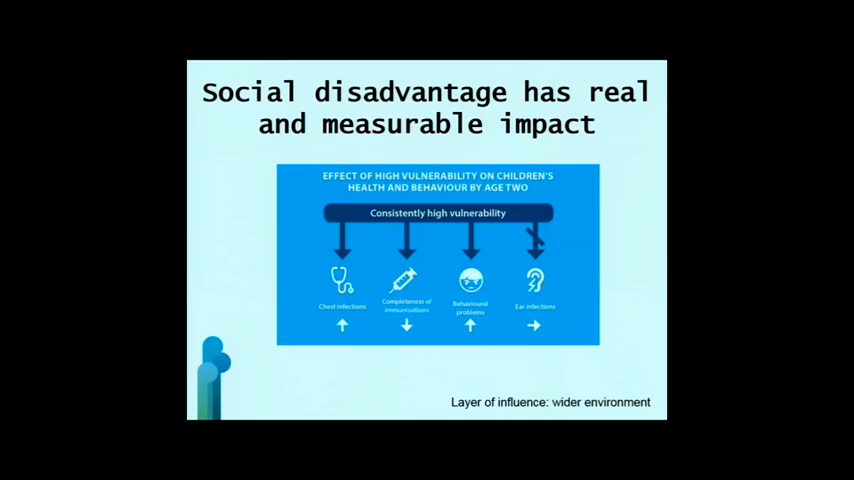 Social disadvantage has real
and measurable impact
EFFECT OF HIGH VULNERABILITY ON CHILDREN'S
HEALTH AND BEHAVIOUR BY AGE TWO
Consistently high vulnerability
Chest infections
Completeness of
immunisations
Behavioural
problems
Ear infections
Layer of influence: wider environment